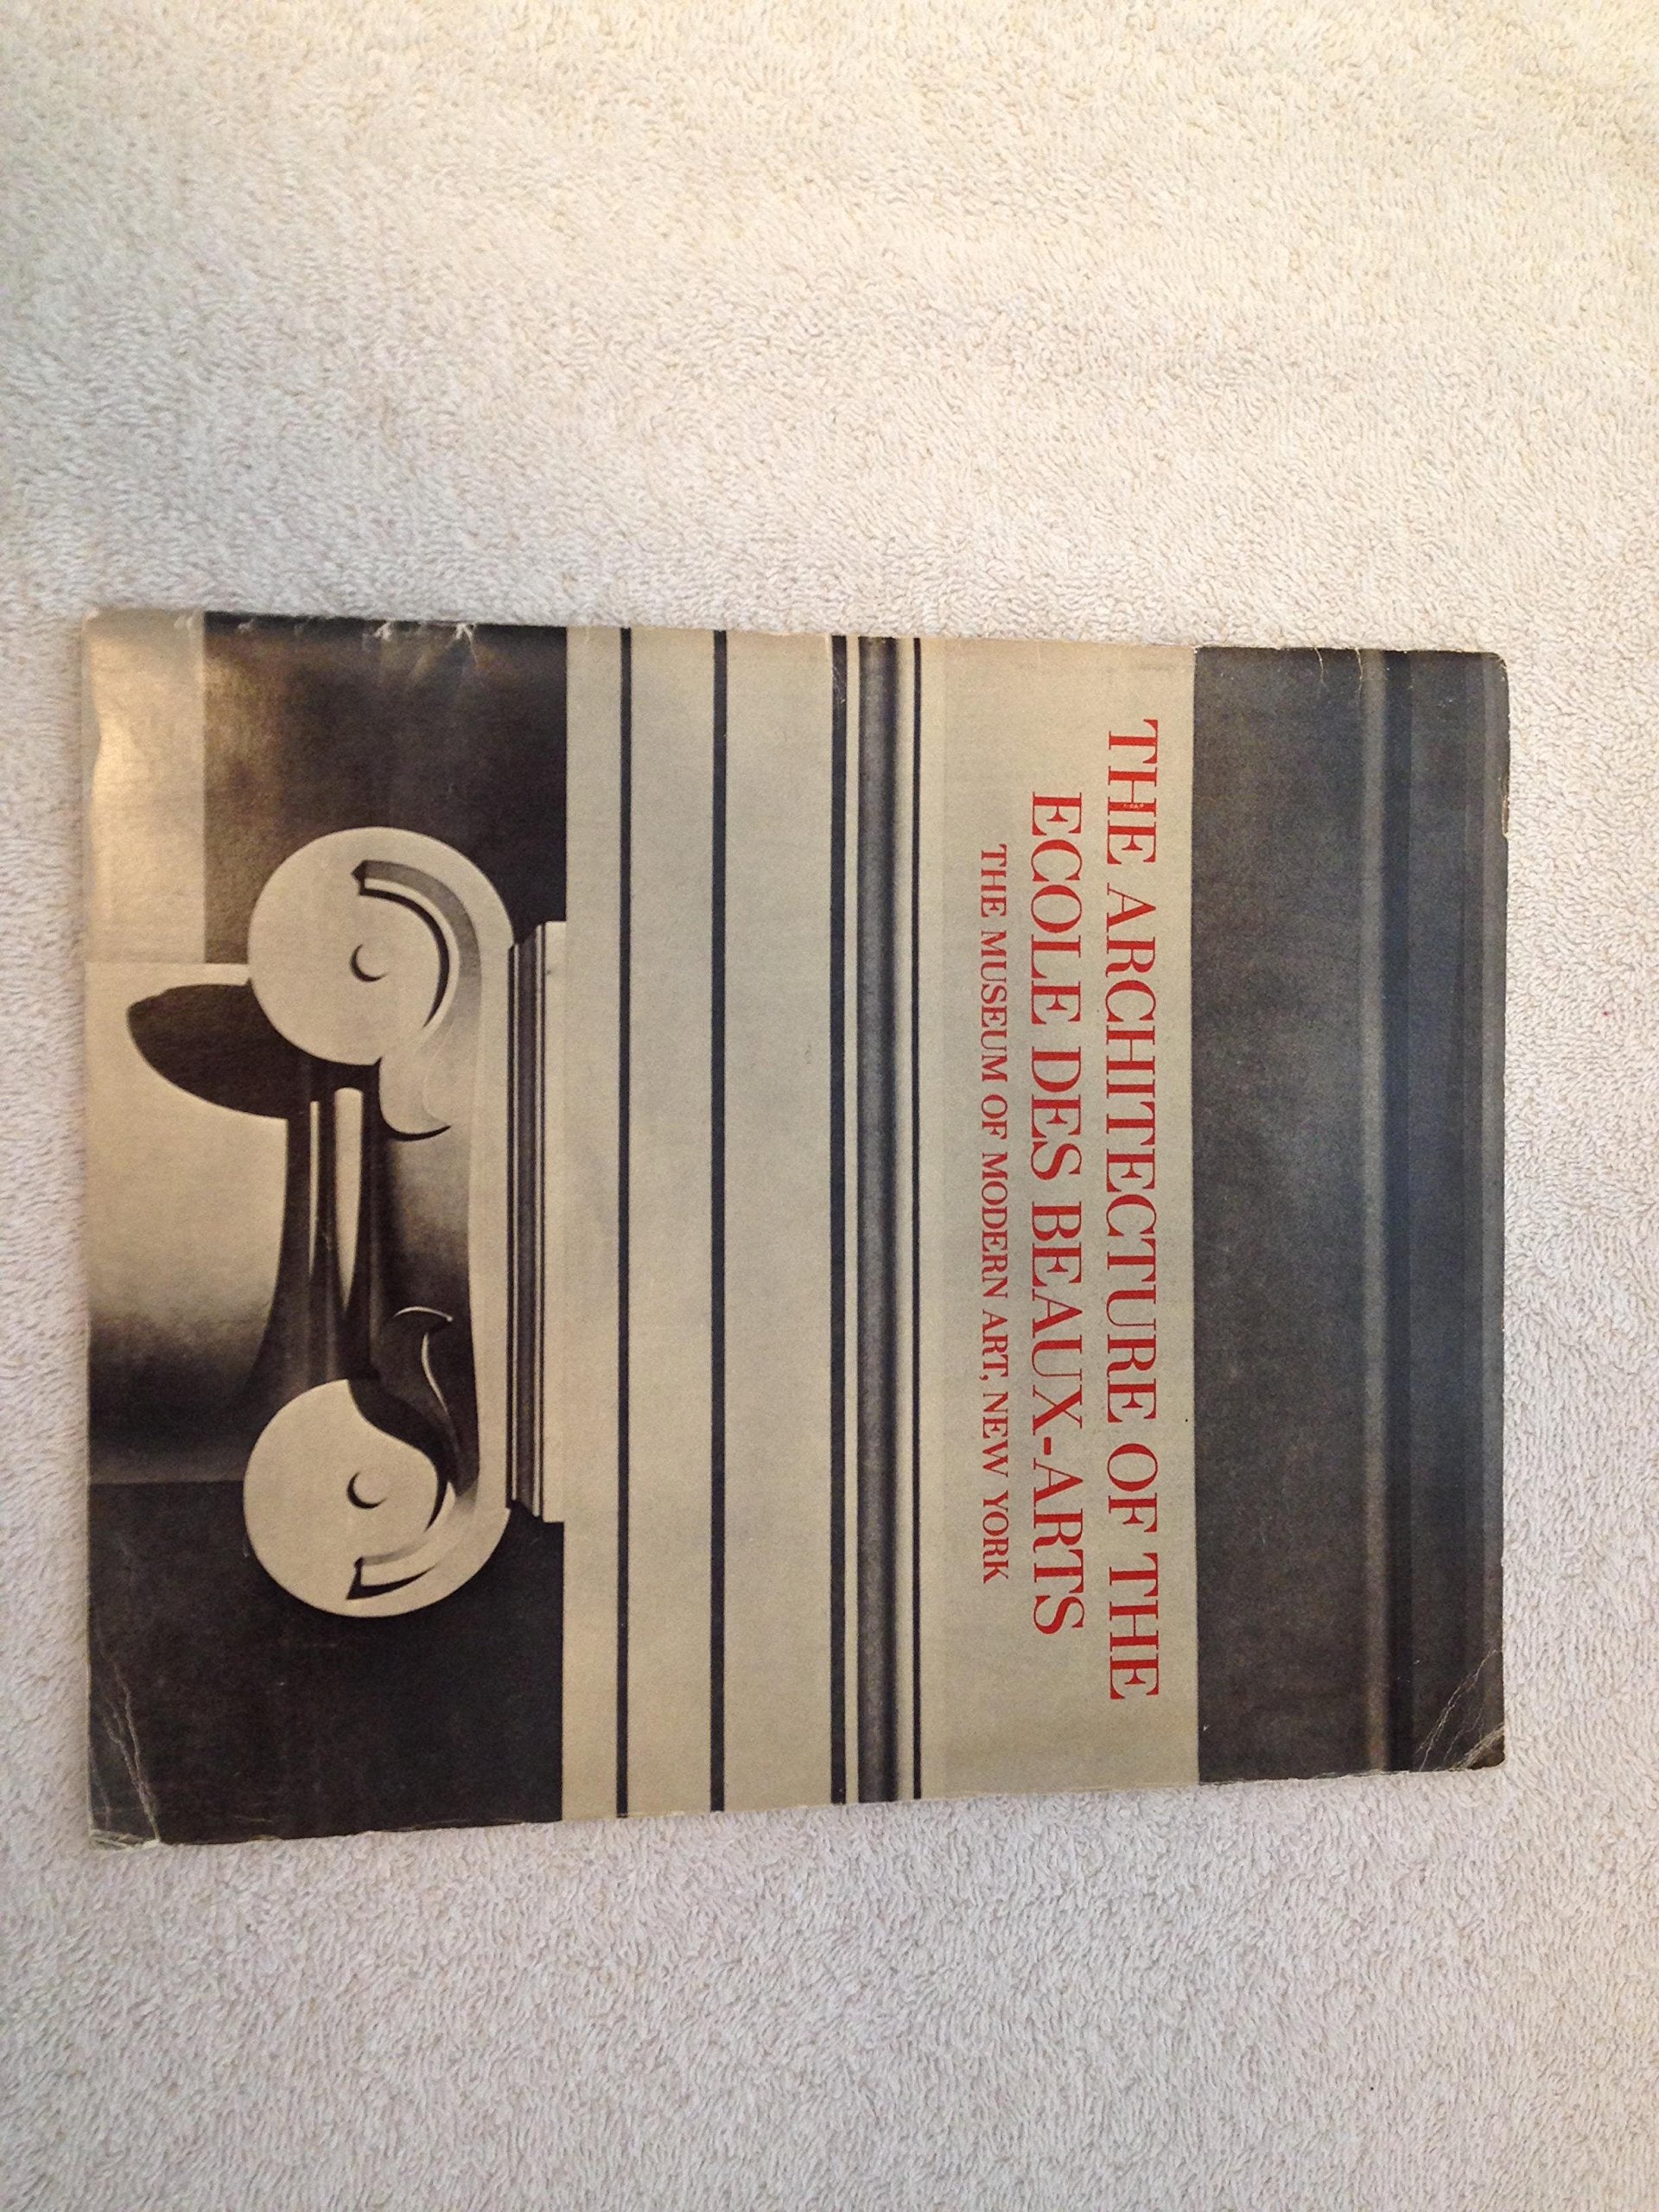 THE ARCHITECTURE OF THE
ECOLE DES BEAUX-ARTS
THE MUSEUM OF MODERN ART, NEW YORK